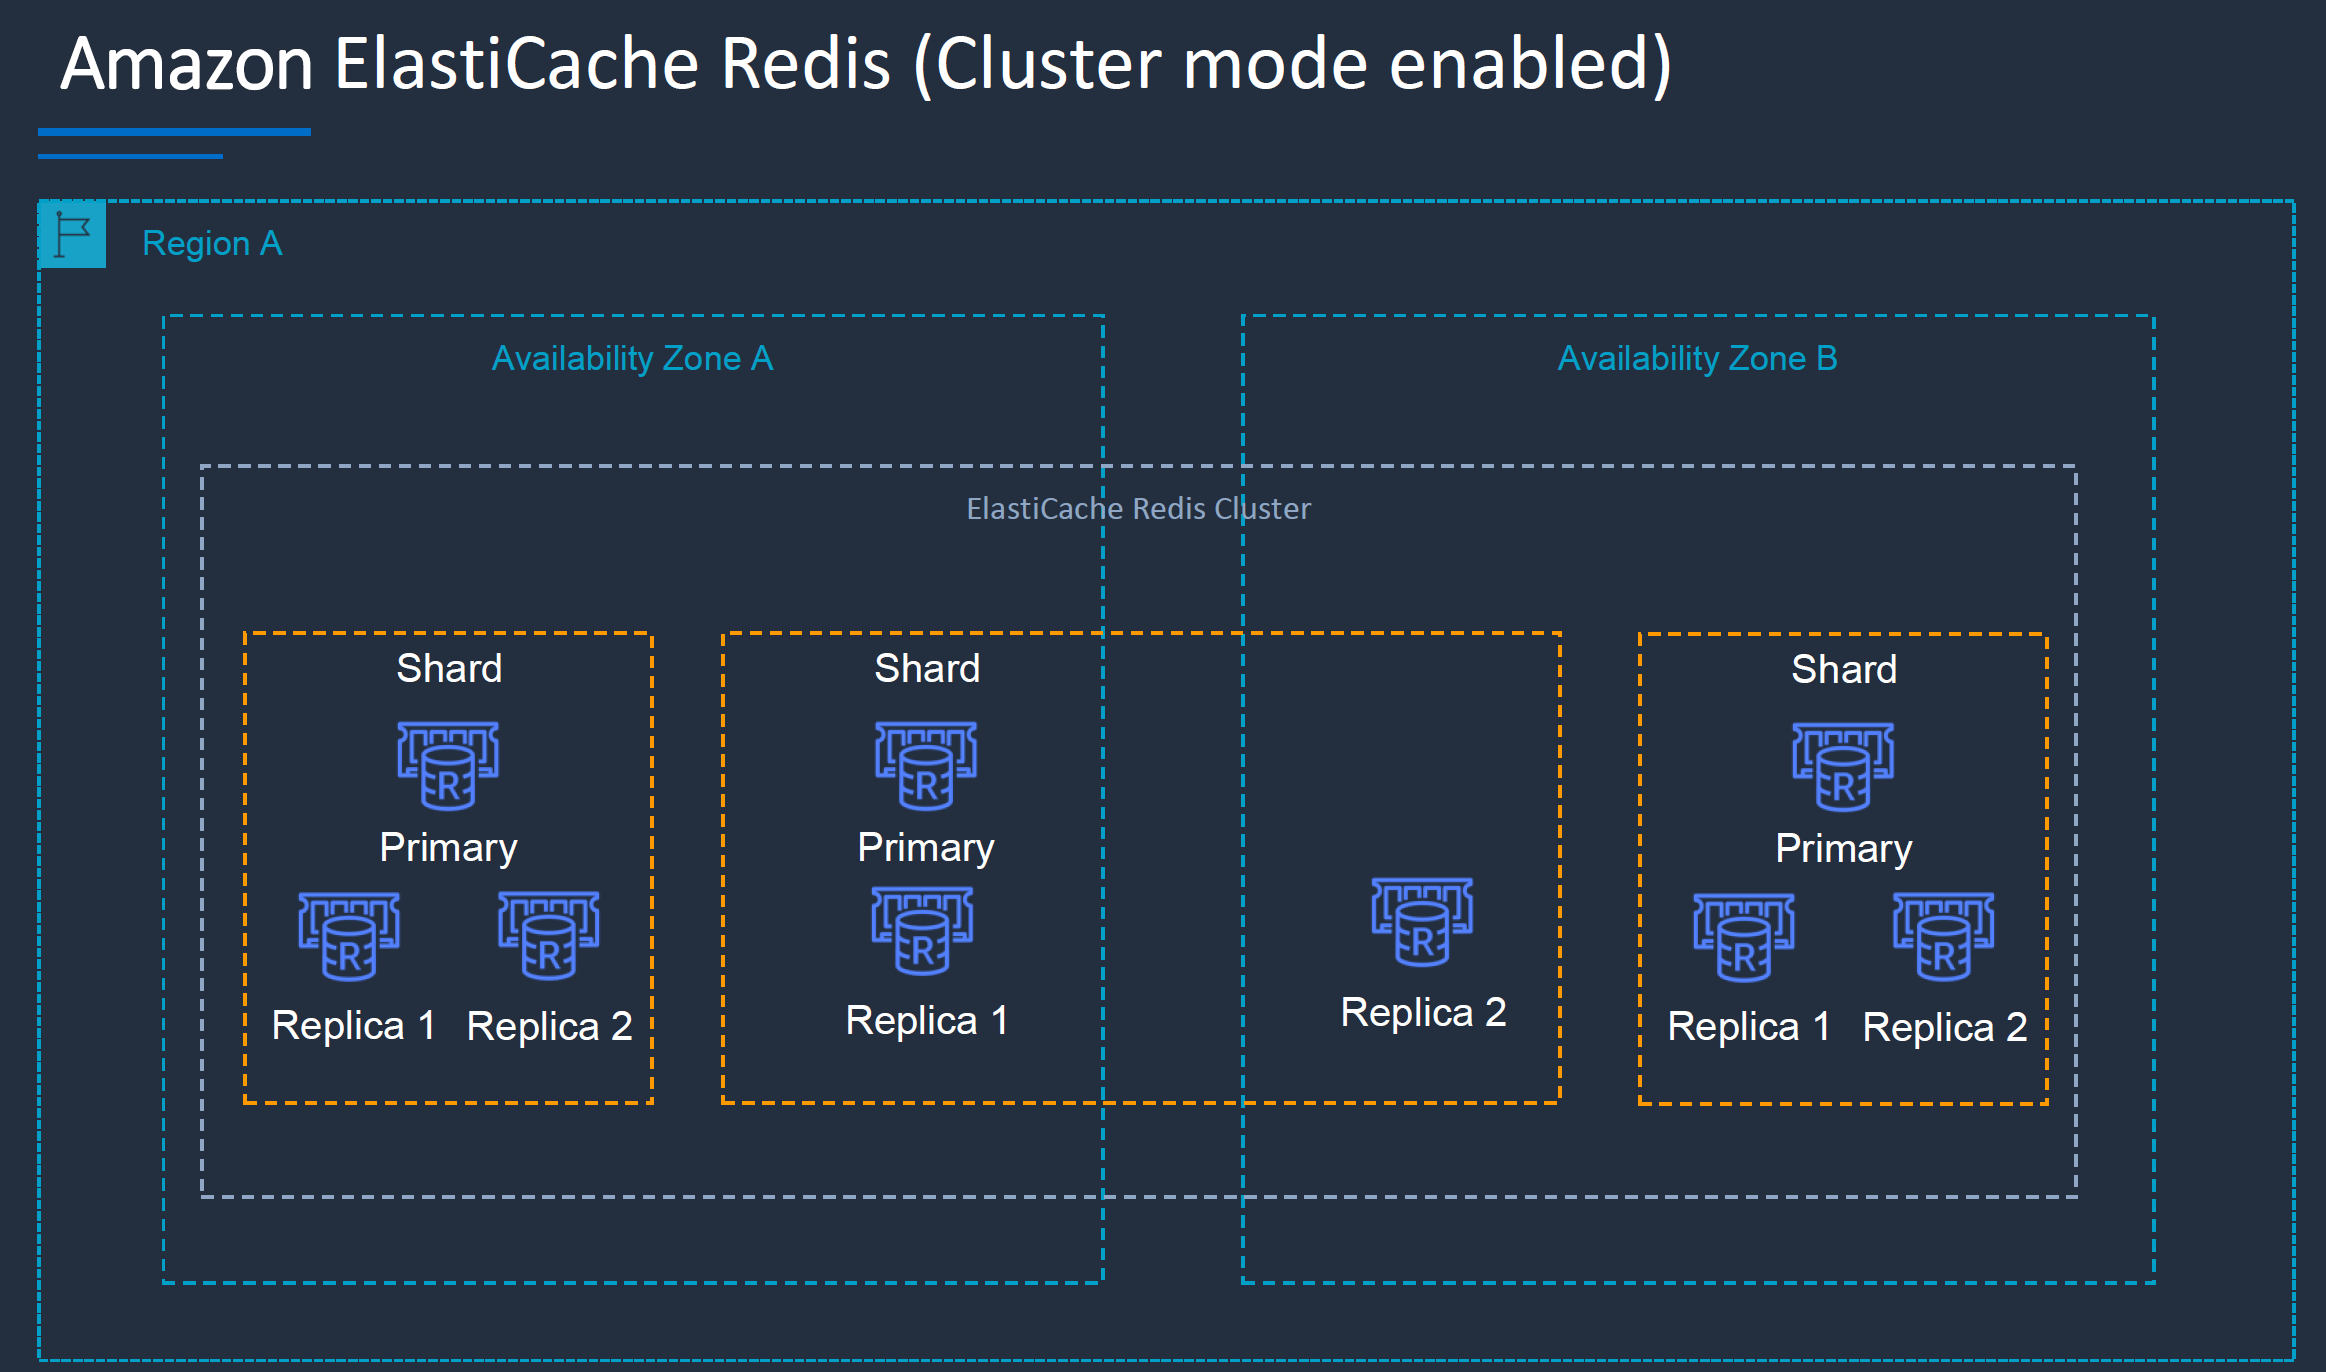 Amazon ElastiCache Redis (Cluster mode enabled)
Region A
Availability Zone A
Availability Zone B
ElastiCache Redis Cluster
Shard
R
Primary
R
R
Replica 1
Replica 2
Shard
R
Primary
R
Replica 1
R
Replica 2
Shard
R
Primary
R
R
Replica 1
Replica 2